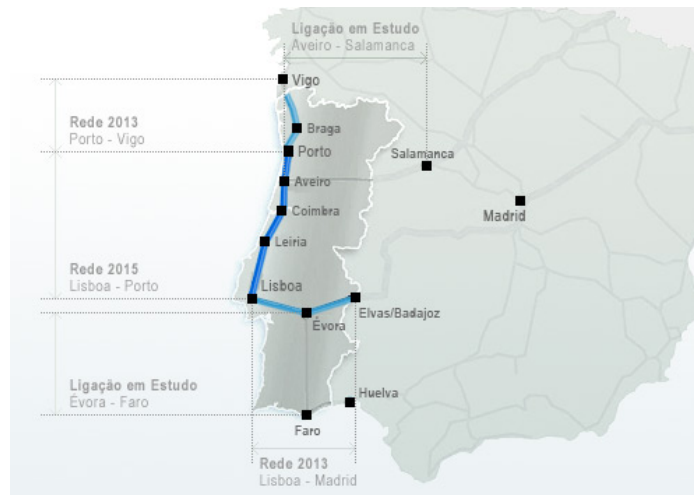 Ligação em Estudo
Aveiro - Salamanca
Vigo
Rede 2013
Porto - Vigo
Braga
Porto
Salamanca
Aveiro
Coimbra
Madrid
Leiria
Rede 2015
Lisboa - Porto
Lisboa
Elvas/Badajoz
Évora
Ligação em Estudo
Évora - Faro
Huelva
Faro
Rede 2013
Lisboa - Madrid